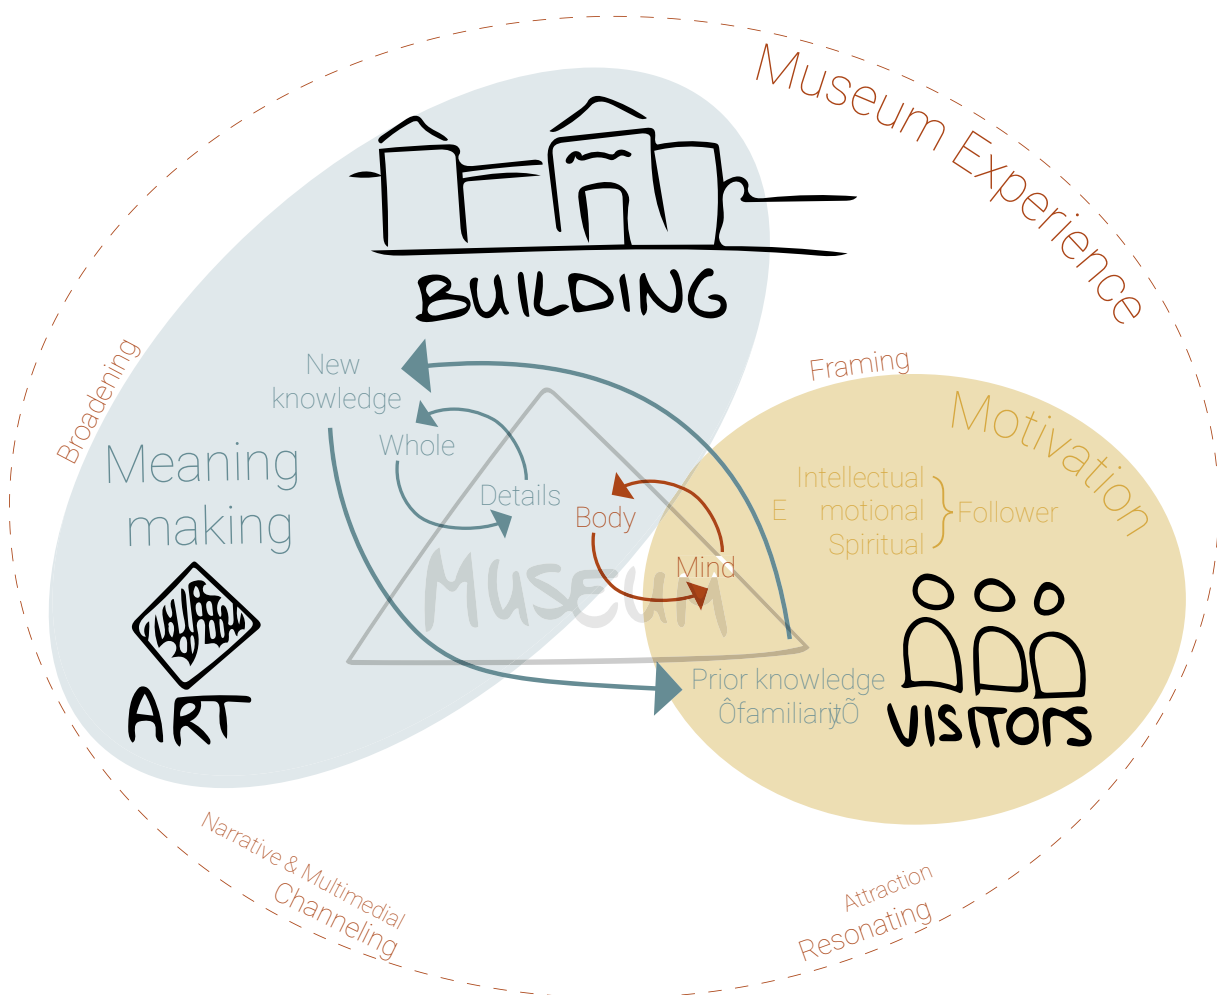 Museum Experience
BUILDING
Broadening
New
knowledge
Whole
Details
Meaning
making
ART
MUSEUM
Body
Mind
Framing
Motivation
Intellectual
E motional
Spiritual
Follower
VISITORS
Prior knowledge
ÔfamiliarityÕ
Narrative & Multimedial
Channeling
Attraction
Resonating